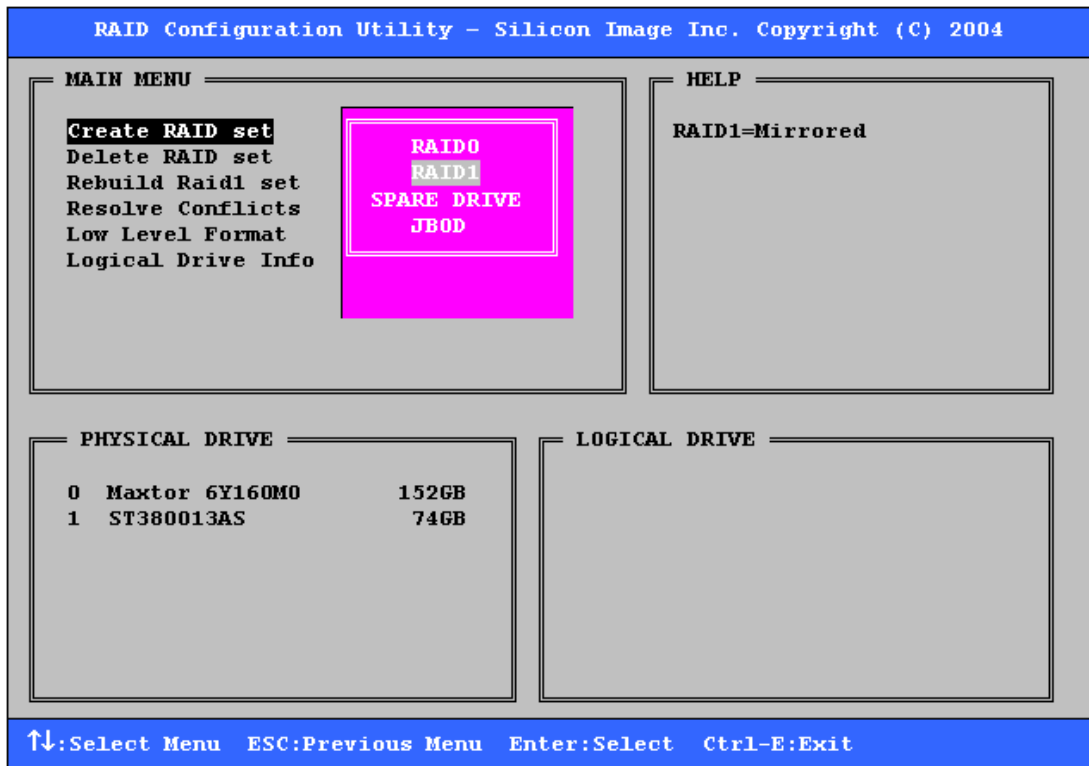 RAID Configuration Utility – Silicon Image Inc. Copyright (C) 2004
MAIN MENU
Create RAID set
Delete RAID set
Rebuild Raid1 set
Resolve Conflicts
Low Level Format
Logical Drive Info
RAID0
RAID1
SPARE DRIVE
JBOD
HELP
RAID1=Mirrored
PHYSICAL DRIVE
0 Maxtor 6Y160M0 152GB
1 ST380013AS 74GB
LOGICAL DRIVE
↑↓:Select Menu ESC:Previous Menu Enter:Select Ctrl-E:Exit